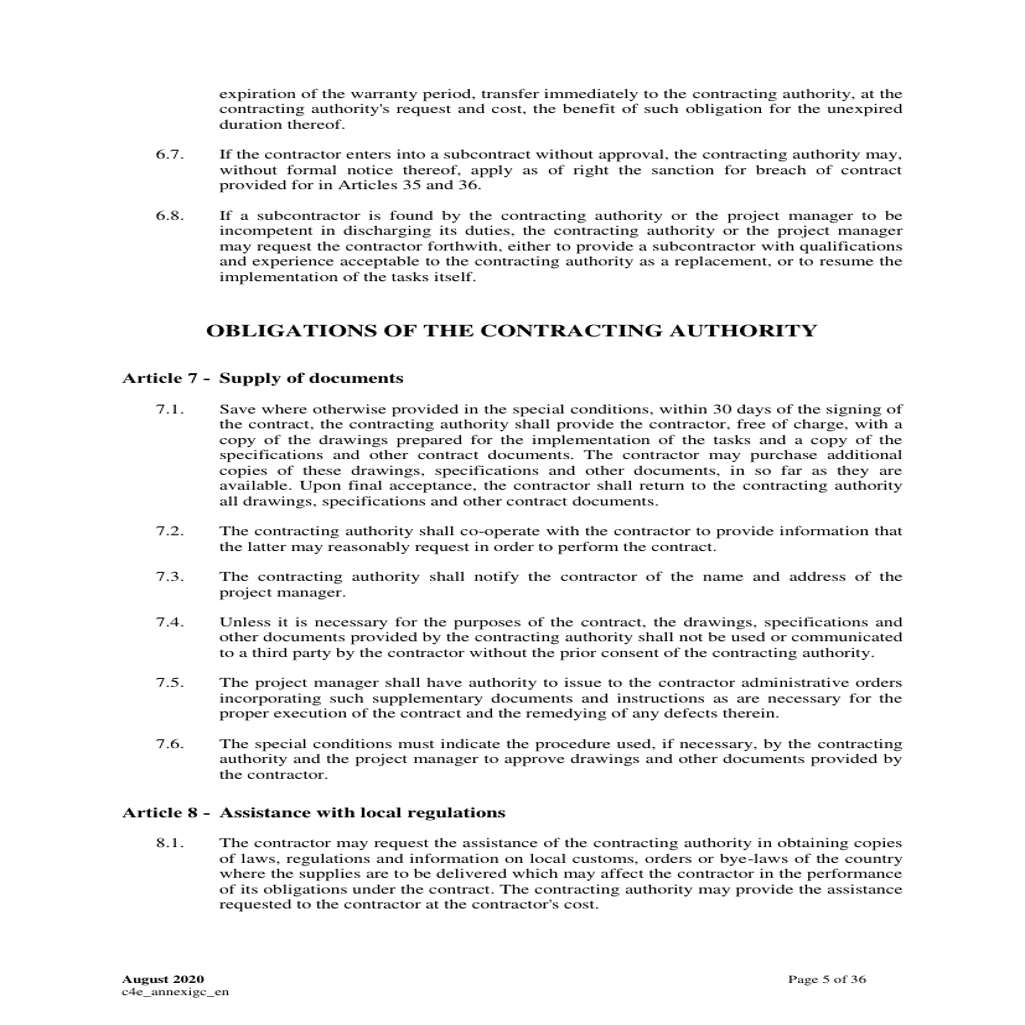 expiration of the warranty period, transfer immediately to the contracting authority, at the
contracting authority's request and cost, the benefit of such obligation for the unexpired
duration thereof.
6.7. If the contractor enters into a subcontract without approval, the contracting authority may,
without formal notice thereof, apply as of right the sanction for breach of contract
provided for in Articles 35 and 36.
6.8. If a subcontractor is found by the contracting authority or the project manager to be
incompetent in discharging its duties, the contracting authority or the project manager
may request the contractor forthwith, either to provide a subcontractor with qualifications
and experience acceptable to the contracting authority as a replacement, or to resume the
implementation of the tasks itself.
OBLIGATIONS OF THE CONTRACTING AUTHORITY
Article 7 - Supply of documents
7.1. Save where otherwise provided in the special conditions, within 30 days of the signing of
the contract, the contracting authority shall provide the contractor, free of charge, with a
copy of the drawings prepared for the implementation of the tasks and a copy of the
specifications and other contract documents. The contractor may purchase additional
copies of these drawings, specifications and other documents, in so far as they are
available. Upon final acceptance, the contractor shall return to the contracting authority
all drawings, specifications and other contract documents.
7.2. The contracting authority shall co-operate with the contractor to provide information that
the latter may reasonably request in order to perform the contract.
7.3. The contracting authority shall notify the contractor of the name and address of the
project manager.
7.4. Unless it is necessary for the purposes of the contract, the drawings, specifications and
other documents provided by the contracting authority shall not be used or communicated
to a third party by the contractor without the prior consent of the contracting authority.
7.5. The project manager shall have authority to issue to the contractor administrative orders
incorporating such supplementary documents and instructions as are necessary for the
proper execution of the contract and the remedying of any defects therein.
7.6. The special conditions must indicate the procedure used, if necessary, by the contracting
authority and the project manager to approve drawings and other documents provided by
the contractor.
Article 8 - Assistance with local regulations
8.1. The contractor may request the assistance of the contracting authority in obtaining copies
of laws, regulations and information on local customs, orders or bye-laws of the country
where the supplies are to be delivered which may affect the contractor in the performance
of its obligations under the contract. The contracting authority may provide the assistance
requested to the contractor at the contractor's cost.
August 2020 Page 5 of 36
c4e_annexigc_en